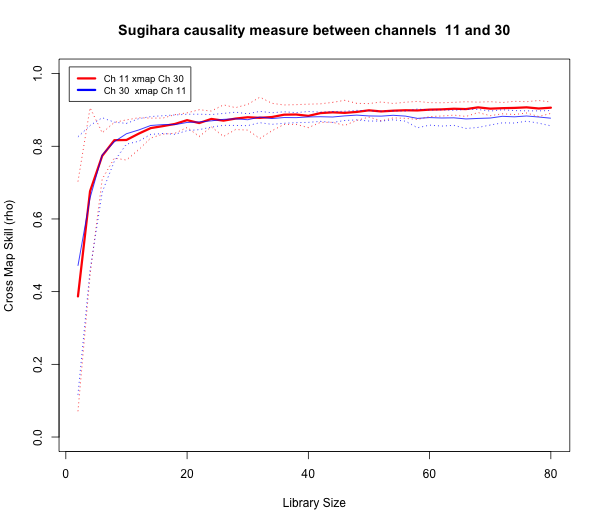 Sugihara causality measure between channels  11 and 30
Ch 11 xmap Ch 30
Ch 30  xmap Ch 11
Cross Map Skill (rho)
1.0
0.8
0.6
0.4
0.2
0.0
0 20 40 60 80
Library Size